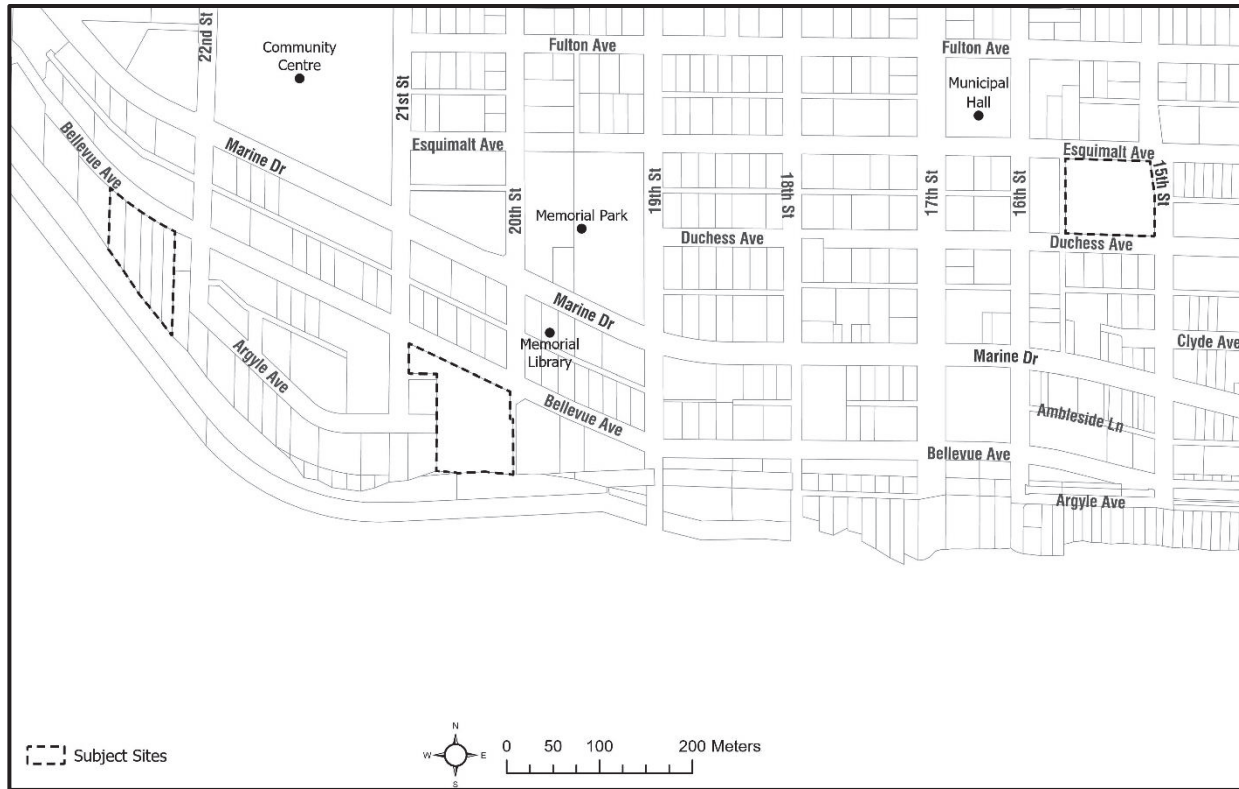 22nd St
Community
Centre
21st St
Fulton Ave
Fulton Ave
Municipal
Hall
Bellevue Ave
Marine Dr
Esquimalt Ave
20th St
Memorial Park
19th St
18th St
17th St
16th St
Esquimalt Ave
15th St
Duchess Ave
Duchess Ave
Marine Dr
Memorial
Library
Argyle Ave
Bellevue Ave
Marine Dr
Clyde Ave
Ambleside Ln
Bellevue Ave
Argyle Ave
Subject Sites
N
W
E
S
0 50 100 200 Meters